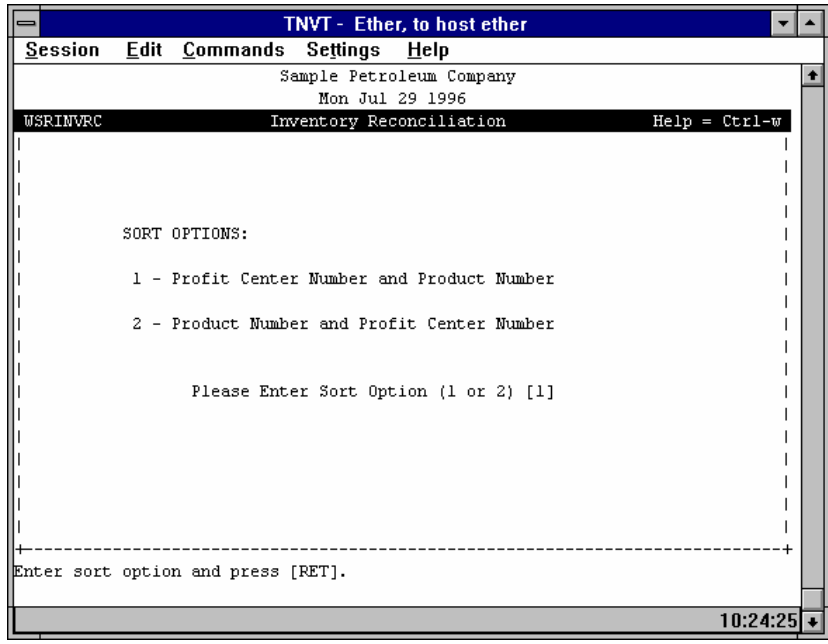 TNVT - Ether, to host ether
Session Edit Commands Settings Help
Sample Petroleum Company
Mon Jul 29 1996
WSRINVRC Inventory Reconciliation Help = Ctrl-w
SORT OPTIONS:
1 - Profit Center Number and Product Number
2 - Product Number and Profit Center Number
Please Enter Sort Option (1 or 2) [1]
Enter sort option and press [RET].
10:24:25